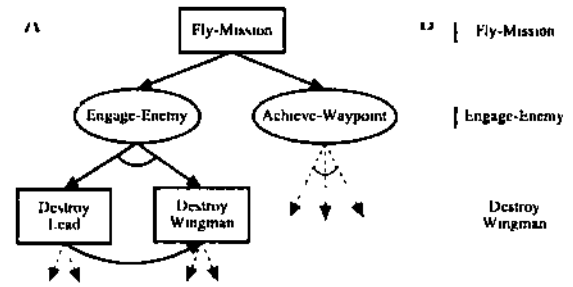 A
Fly-Mission
Fly-Mission
Engage-Enemy
Achieve-Waypoint
Engage-Enemy
Destroy
Lead
Destroy
Wingman
Destroy
Wingman